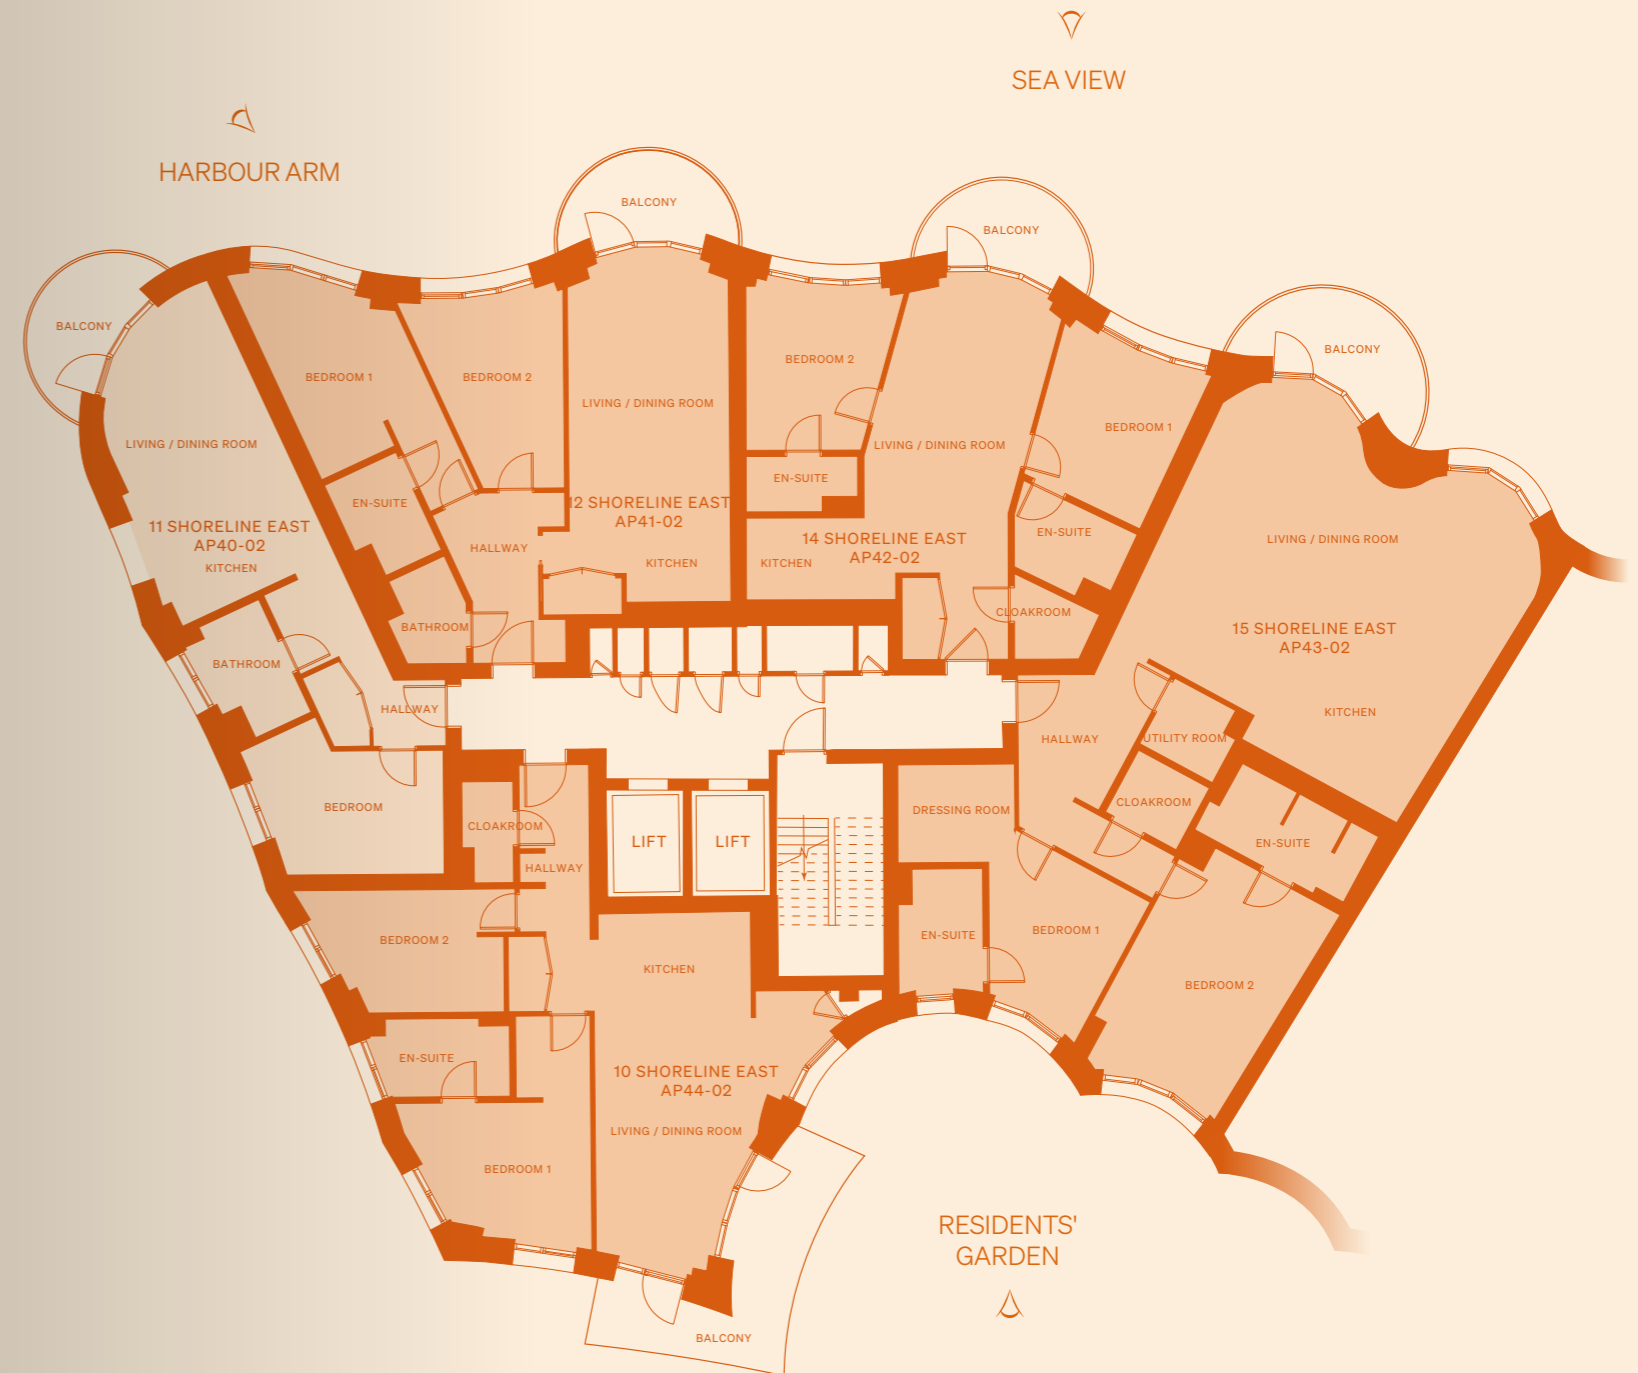 SEA VIEW
HARBOUR ARM
BALCONY
BALCONY
BALCONY
BALCONY
BEDROOM 1
BEDROOM 2
LIVING / DINING ROOM
BEDROOM 2
LIVING / DINING ROOM
BEDROOM 1
BALCONY
LIVING / DINING ROOM
EN-SUITE
12 SHORELINE EAST
AP41-02
HALLWAY
KITCHEN
BATHROOM
11 SHORELINE EAST
AP40-02
KITCHEN
BATHROOM
HALLWAY
BEDROOM
EN-SUITE
14 SHORELINE EAST
AP42-02
KITCHEN
EN-SUITE
CLOAKROOM
LIVING / DINING ROOM
15 SHORELINE EAST
AP43-02
KITCHEN
HALLWAY
UTILITY ROOM
CLOAKROOM
EN-SUITE
DRESSING ROOM
EN-SUITE
BEDROOM 1
BEDROOM 2
CLOAKROOM
HALLWAY
LIFT
LIFT
BEDROOM 2
KITCHEN
EN-SUITE
10 SHORELINE EAST
AP44-02
LIVING / DINING ROOM
BEDROOM 1
BALCONY
RESIDENTS'
GARDEN